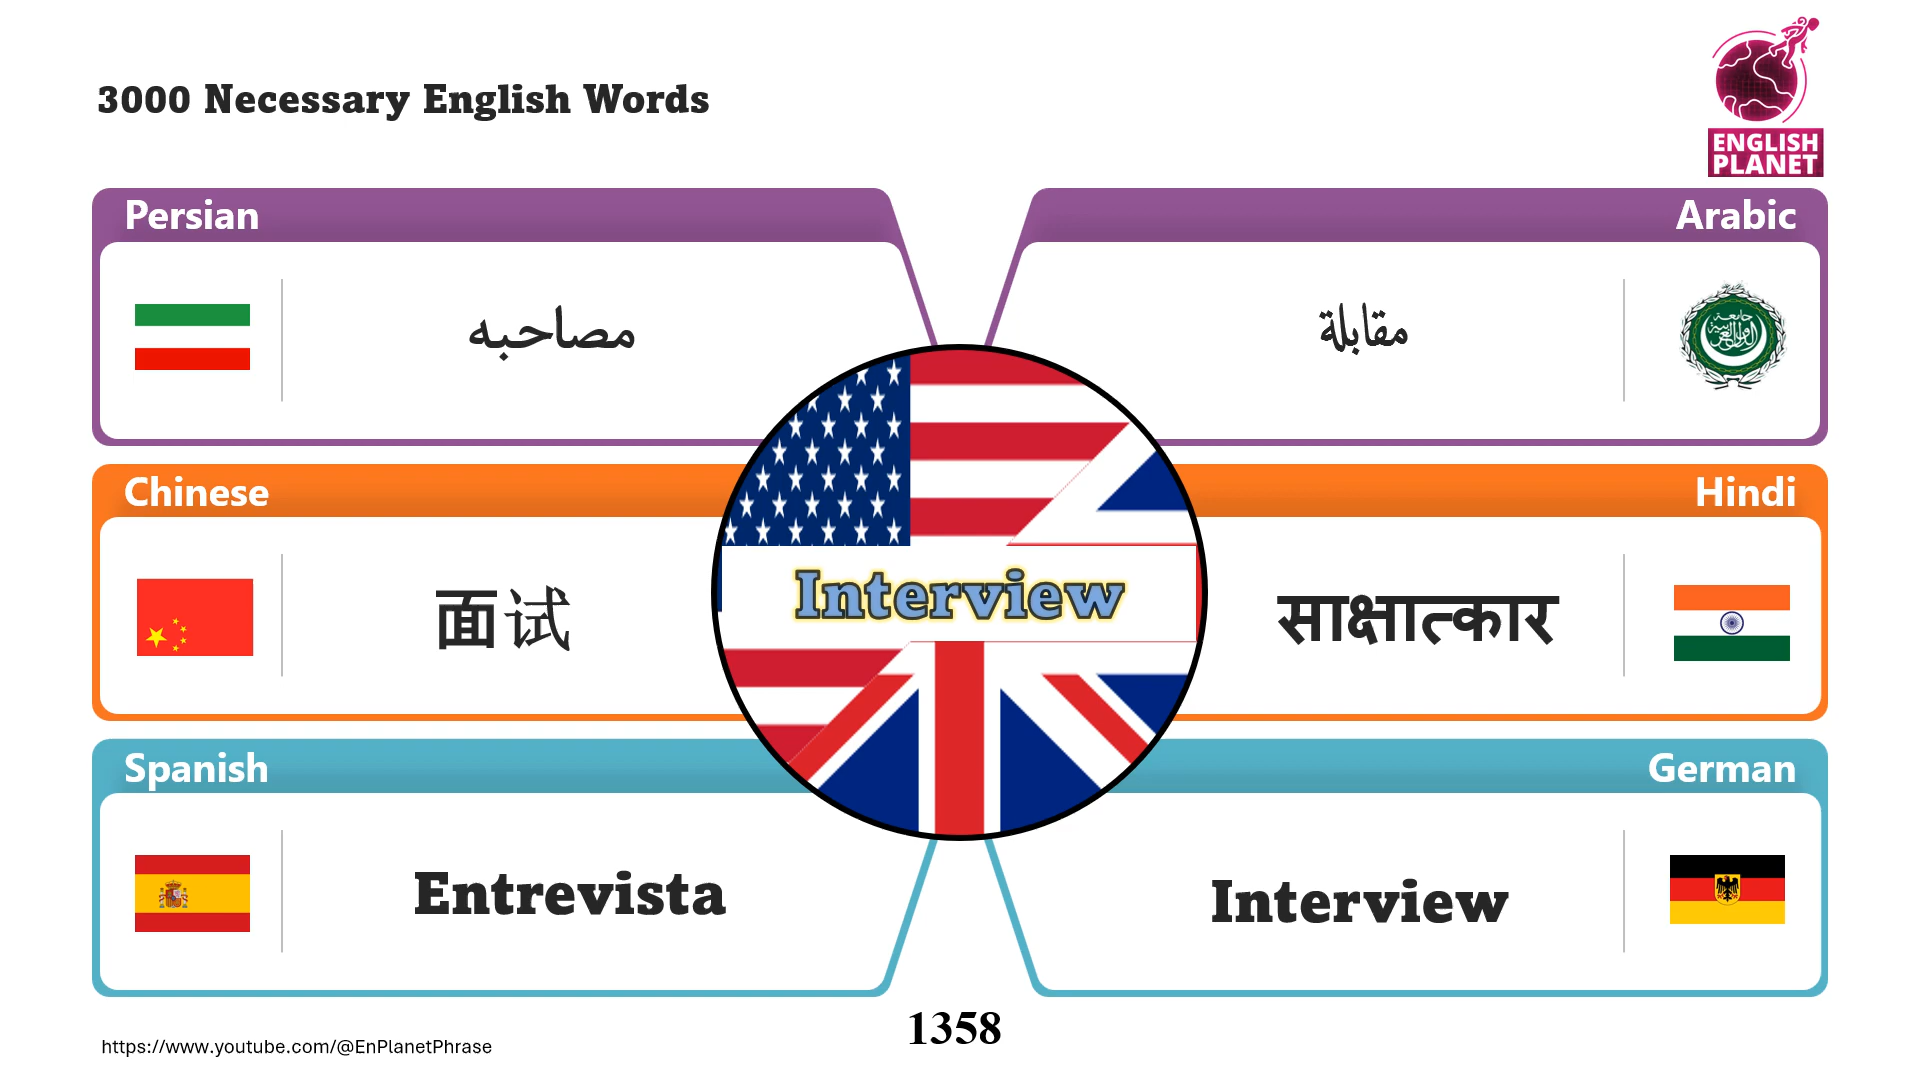 3000 Necessary English Words
ENGLISH
PLANET
Persian
مصاحبه
Arabic
مقابلة
Chinese
面试
Hindi
साक्षात्कार
Interview
Spanish
Entrevista
German
Interview
1358
https://www.youtube.com/@EnPlanetPhrase